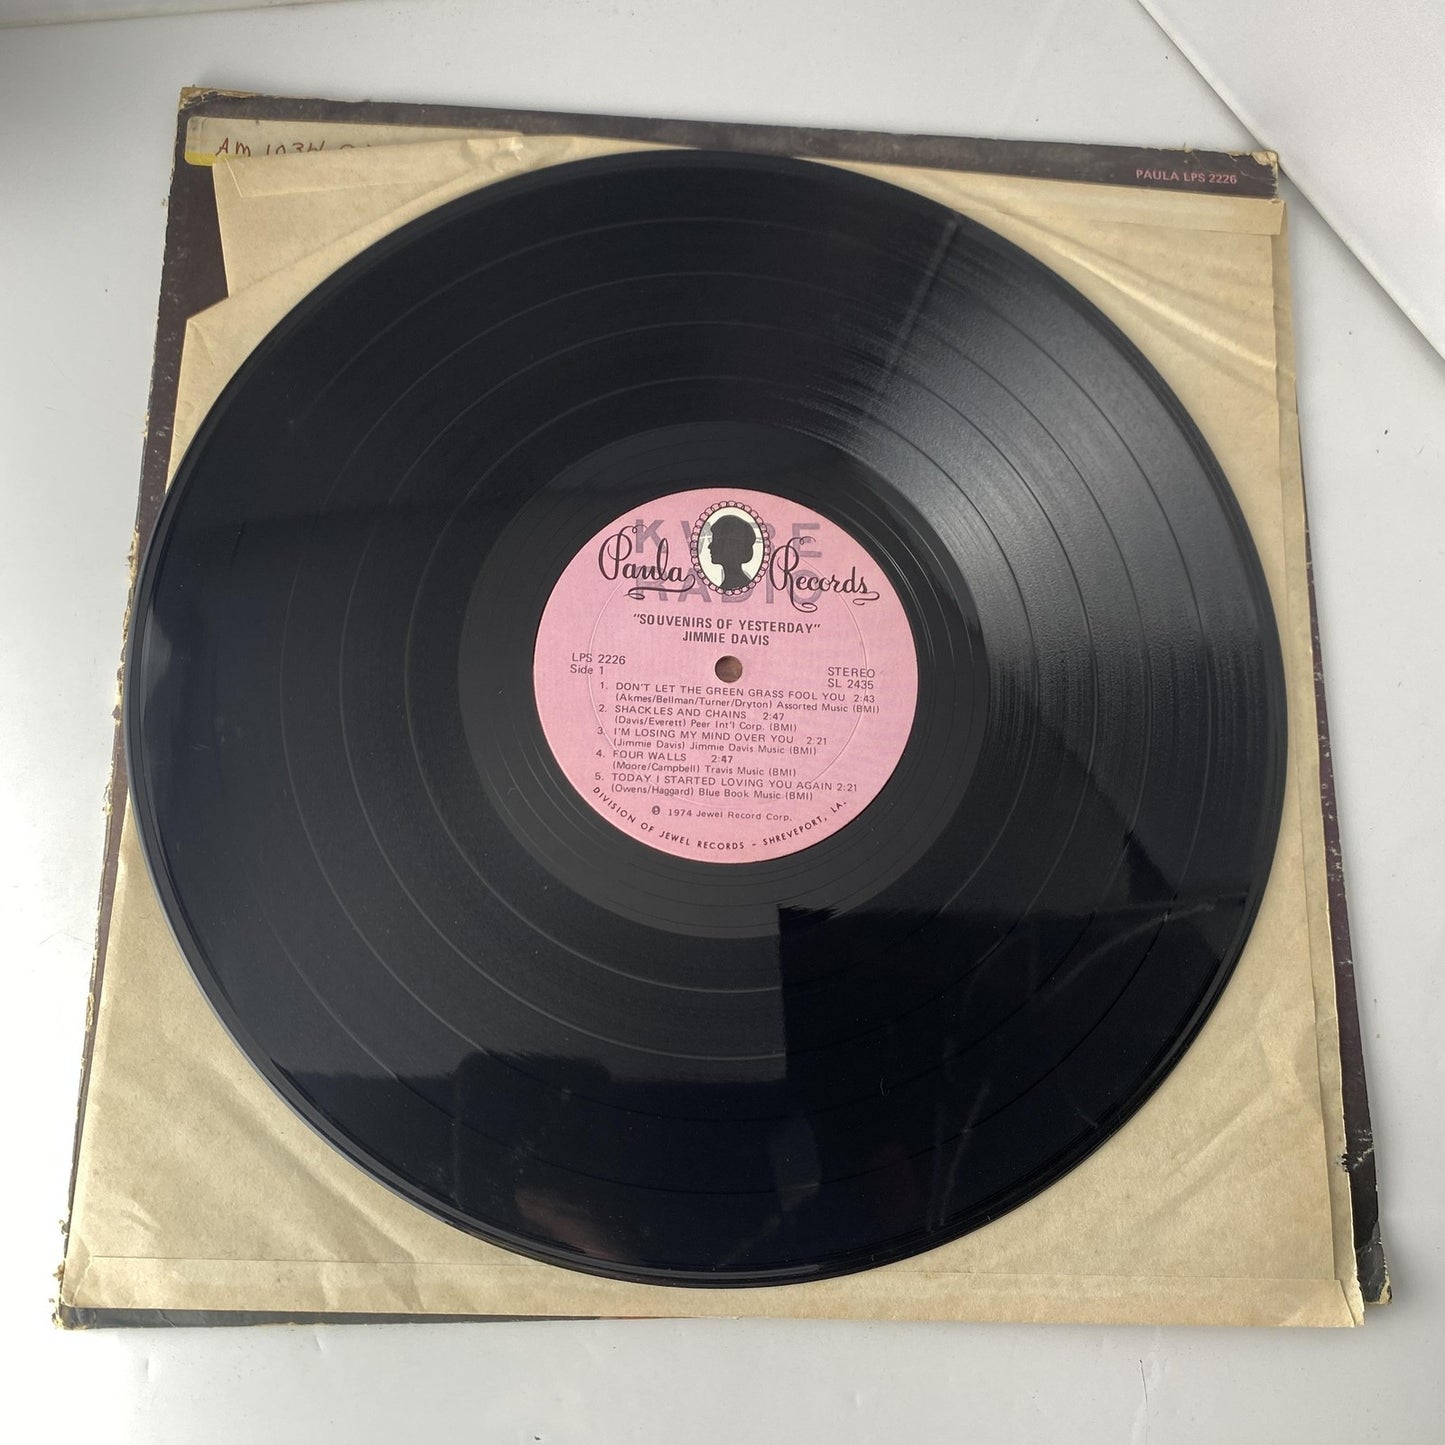 PAULA LPS 2226
Paula Records
RADIO
"SOUVENIRS OF YESTERDAY"
JIMMIE DAVIS
LPS 2226
Side 1
STEREO
SL 2435
1. DON'T LET THE GREEN GRASS FOOL YOU 2:43
(Akmes/Bellman/Turner/Dryton) Assorted Music (BMI)
2. SHACKLES AND CHAINS 2:47
(Davis/Everett) Peer Int'l Corp. (BMI)
3. I'M LOSING MY MIND OVER YOU 2:21
(Jimmie Davis) Jimmie Davis Music (BMI)
4. FOUR WALLS 2:47
(Moore/Campbell) Travis Music (BMI)
5. TODAY I STARTED LOVING YOU AGAIN 2:21
(Owens/Haggard) Blue Book Music (BMI)
℗ 1974 Jewel Record Corp.
DIVISION OF JEWEL RECORDS - SHREVEPORT, LA.